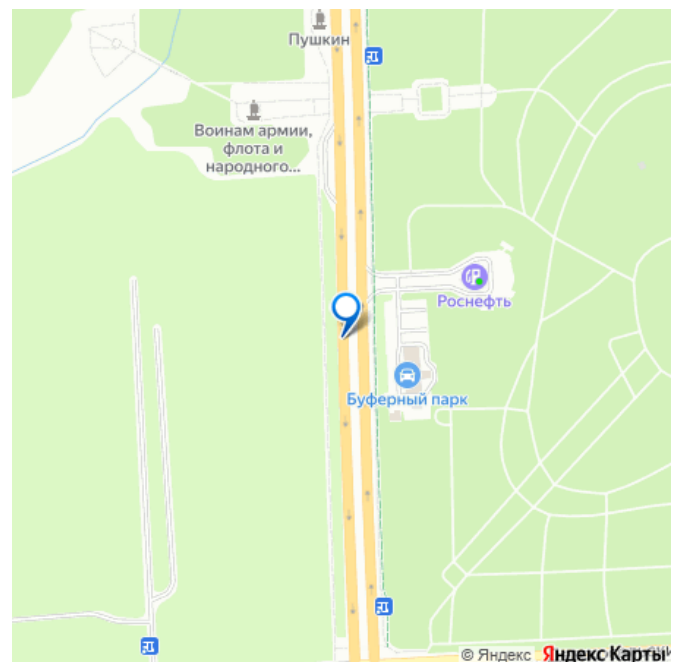 Пушкин
Воинам армии,
флота и
народного...
Роснефть
Буферный парк
© Яндекс Яндекс Карты